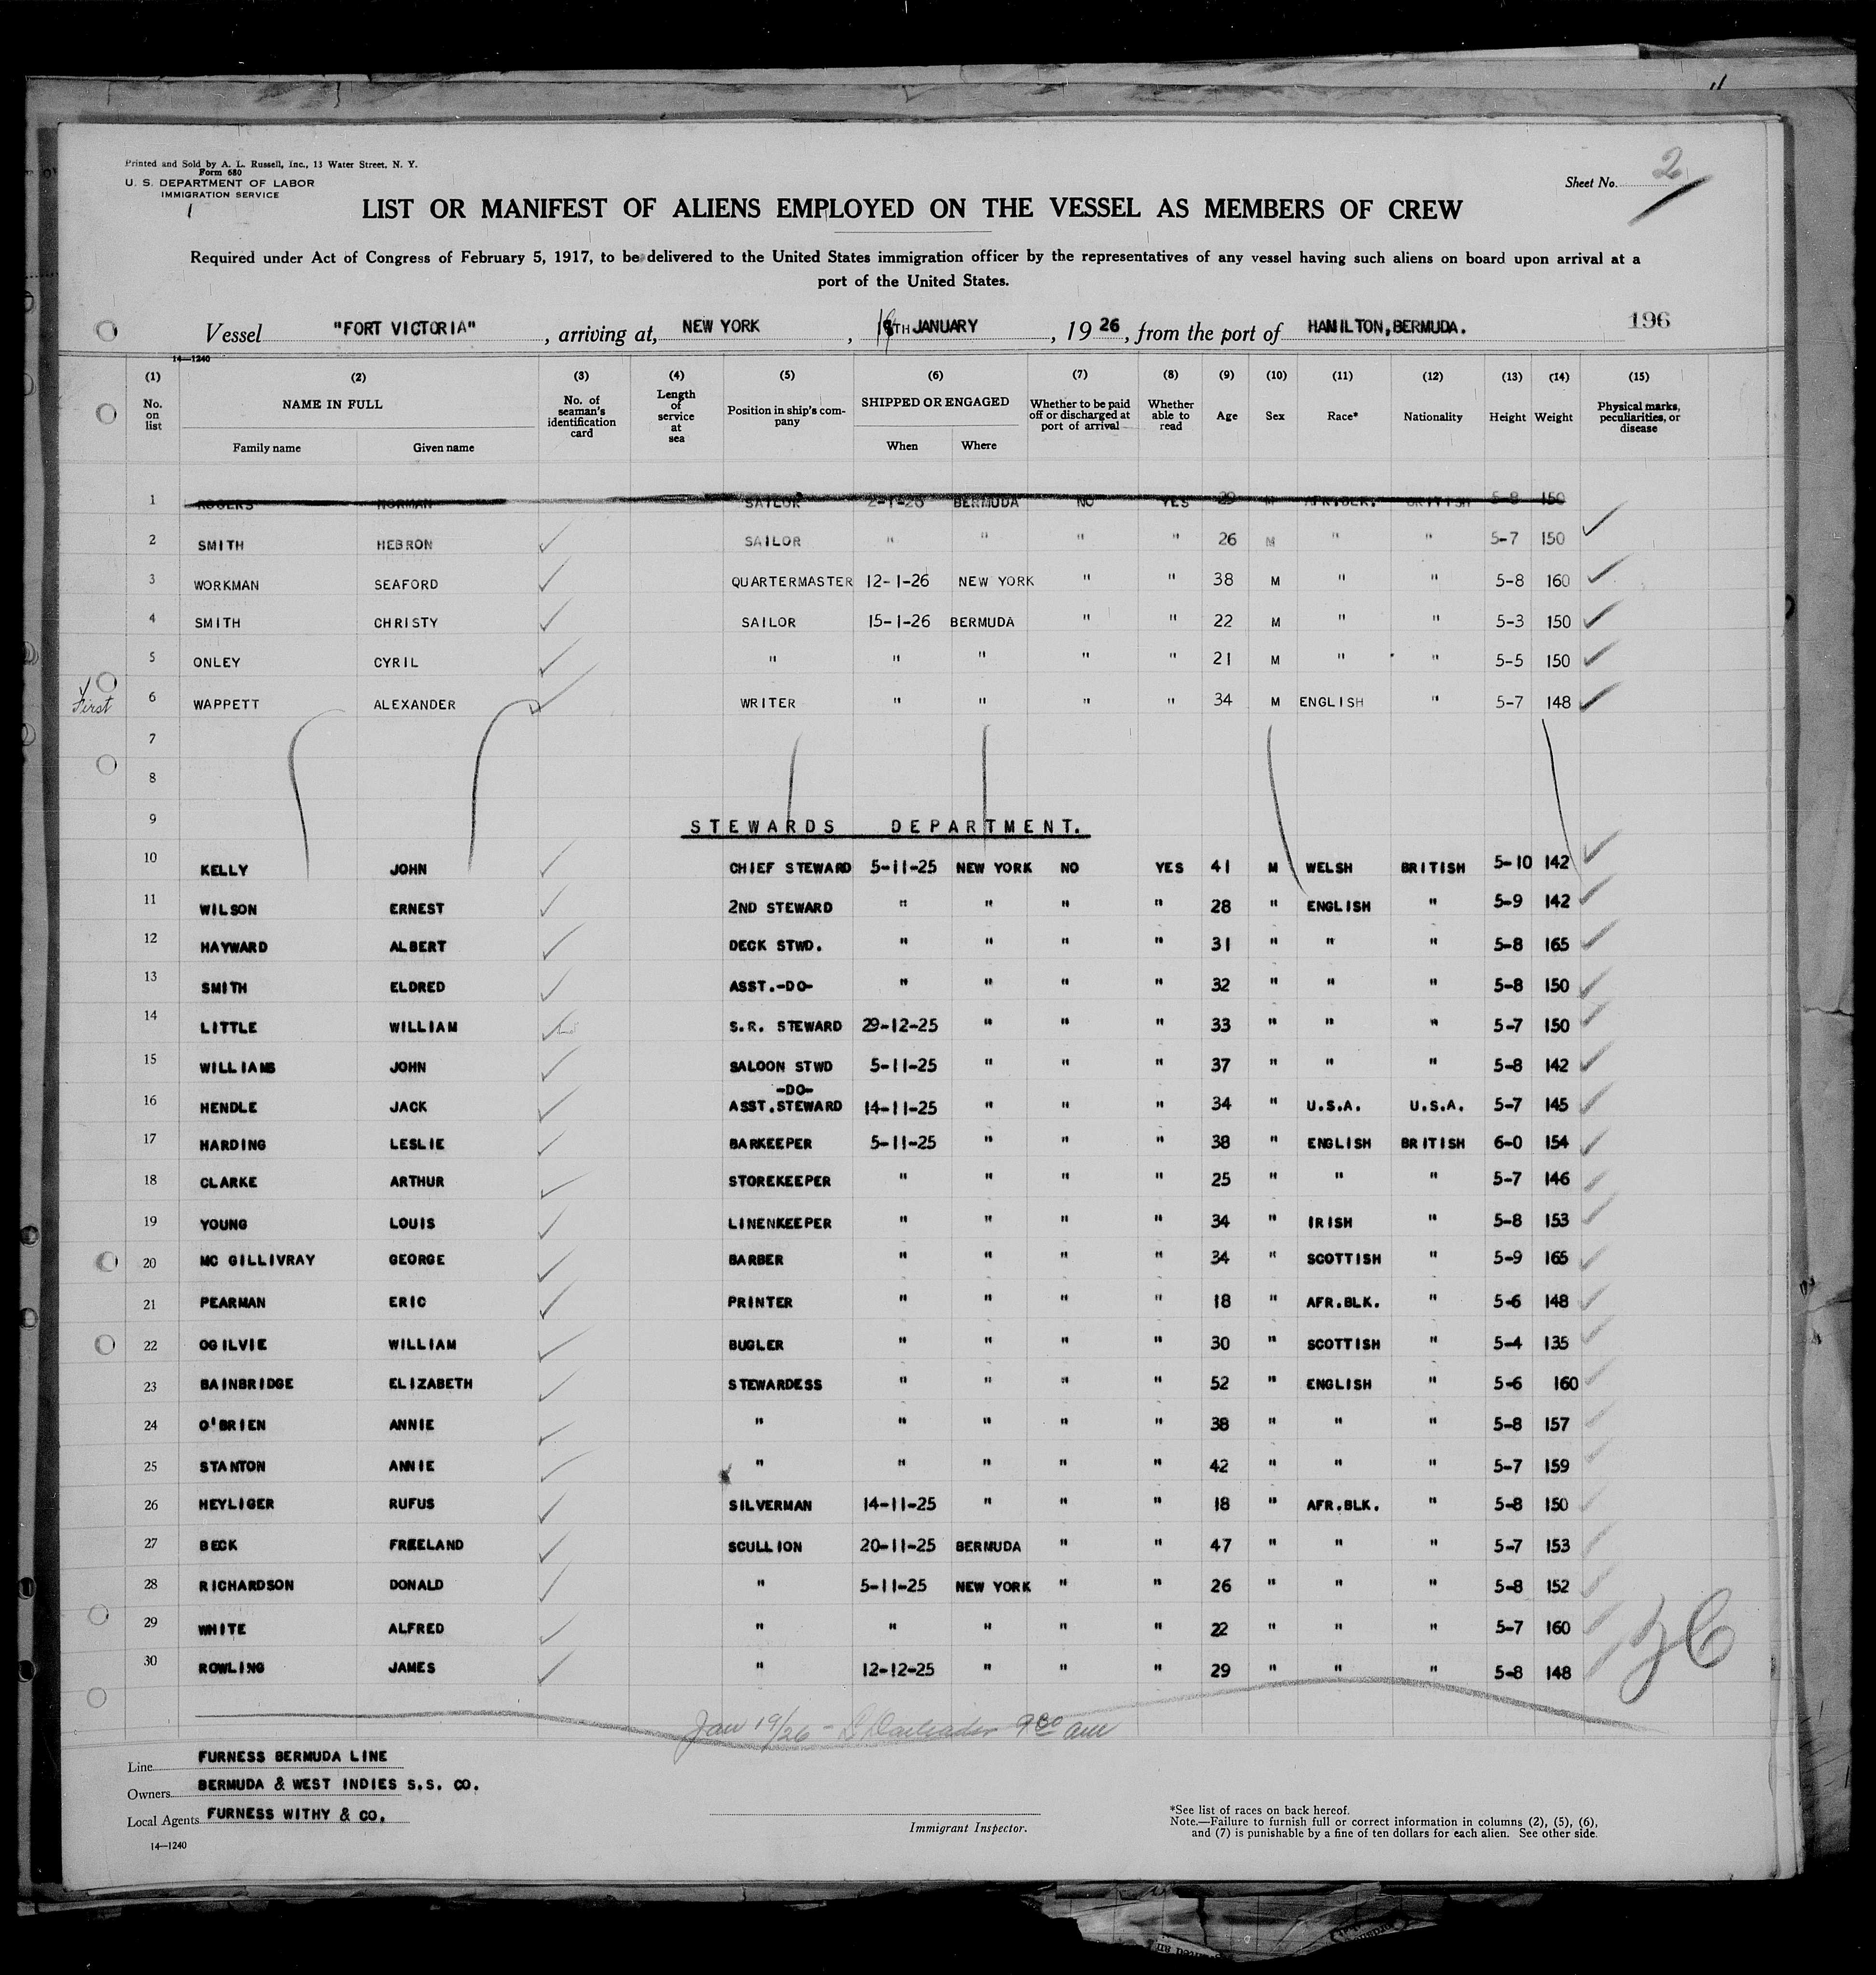 Printed and Sold by A. L. Russell, Inc., 13 Water Street, N. Y.
Form 680
U. S. DEPARTMENT OF LABOR
IMMIGRATION SERVICE
Sheet No. 2
LIST OR MANIFEST OF ALIENS EMPLOYED ON THE VESSEL AS MEMBERS OF CREW
Required under Act of Congress of February 5, 1917, to be delivered to the United States immigration officer by the representatives of any vessel having such aliens on board upon arrival at a
port of the United States.
Vessel "FORT VICTORIA", arriving at, NEW YORK, TH JANUARY, 1926, from the port of HAMILTON, BERMUDA. 196
14—1240
(1) (2) (3) (4) (5) (6) (7) (8) (9) (10) (11) (12) (13) (14) (15)
No. on list NAME IN FULL Family name Given name No. of seaman's identification card Length of service at sea Position in ship's company SHIPPED OR ENGAGED When Where Whether to be paid off or discharged at port of arrival Whether able to read Age Sex Race* Nationality Height Weight Physical marks, peculiarities, or disease
1 ROGERS NORMAN SAILOR 2-1-26 BERMUDA NO YES 29 M AFR.BLK. BRITISH 5-8 150
2 SMITH HEBRON SAILOR " " " " 26 M " " 5-7 150
3 WORKMAN SEAFORD QUARTERMASTER 12-1-26 NEW YORK " " 38 M " " 5-8 160
4 SMITH CHRISTY SAILOR 15-1-26 BERMUDA " " 22 M " " 5-3 150
5 ONLEY CYRIL " " " " " 21 M " " 5-5 150
First 6 WAPPETT ALEXANDER WRITER " " " " 34 M ENGLISH " 5-7 148
7
8
9 STEWARDS DEPARTMENT.
10 KELLY JOHN CHIEF STEWARD 5-11-25 NEW YORK NO YES 41 M WELSH BRITISH 5-10 142
11 WILSON ERNEST 2ND STEWARD " " " " 28 " ENGLISH " 5-9 142
12 HAYWARD ALBERT DECK STWD. " " " " 31 " " " 5-8 165
13 SMITH ELDRED ASST.-DO- " " " " 32 " " " 5-8 150
14 LITTLE WILLIAM S.R. STEWARD 29-12-25 " " " 33 " " " 5-7 150
15 WILLIAMS JOHN SALOON STWD 5-11-25 " " " 37 " " " 5-8 142
-DO-
16 HENDLE JACK ASST.STEWARD 14-11-25 " " " 34 " U.S.A. U.S.A. 5-7 145
17 HARDING LESLIE BARKEEPER 5-11-25 " " " 38 " ENGLISH BRITISH 6-0 154
18 CLARKE ARTHUR STOREKEEPER " " " " 25 " " " 5-7 146
19 YOUNG LOUIS LINENKEEPER " " " " 34 " IRISH " 5-8 153
20 MC GILLIVRAY GEORGE BARBER " " " " 34 " SCOTTISH " 5-9 165
21 PEARMAN ERIC PRINTER " " " " 18 " AFR.BLK. " 5-6 148
22 OGILVIE WILLIAM BUGLER " " " " 30 " SCOTTISH " 5-4 135
23 BAINBRIDGE ELIZABETH STEWARDESS " " " " 52 " ENGLISH " 5-6 160
24 O'BRIEN ANNIE " " " " " 38 " " " 5-8 157
25 STANTON ANNIE " " " " " 42 " " " 5-7 159
26 HEYLIGER RUFUS SILVERMAN 14-11-25 " " " 18 " AFR.BLK. " 5-8 150
27 BECK FREELAND SCULLION 20-11-25 BERMUDA " " 47 " " " 5-7 153
28 RICHARDSON DONALD " 5-11-25 NEW YORK " " 26 " " " 5-8 152
29 WHITE ALFRED " " " " " 22 " " " 5-7 160
30 ROWLING JAMES " 12-12-25 " " " 29 " " " 5-8 148
Jan 19/26 - 9 30 am
Line FURNESS BERMUDA LINE
Owners BERMUDA & WEST INDIES S.S. CO.
Local Agents FURNESS WITHY & CO.
14—1240
Immigrant Inspector.
*See list of races on back hereof.
Note.—Failure to furnish full or correct information in columns (2), (5), (6),
and (7) is punishable by a fine of ten dollars for each alien. See other side.